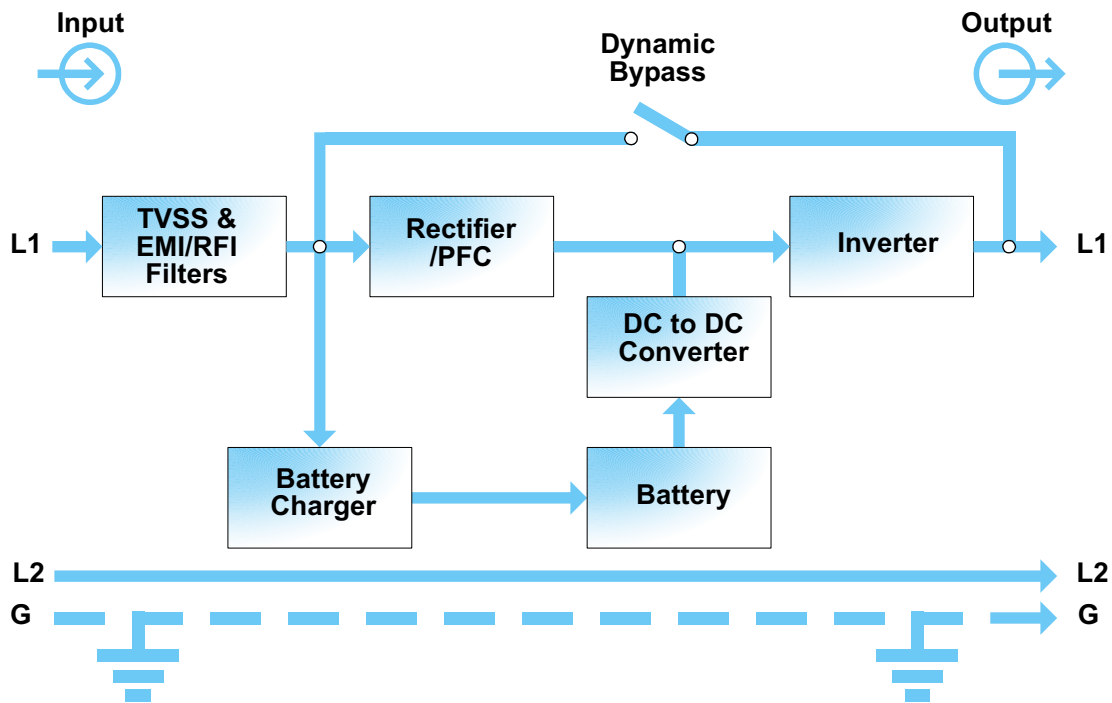 Input
Output
Dynamic
Bypass
L1
TVSS &
EMI/RFI
Filters
Rectifier
/PFC
Inverter
L1
DC to DC
Converter
Battery
Charger
Battery
L2
L2
G
G